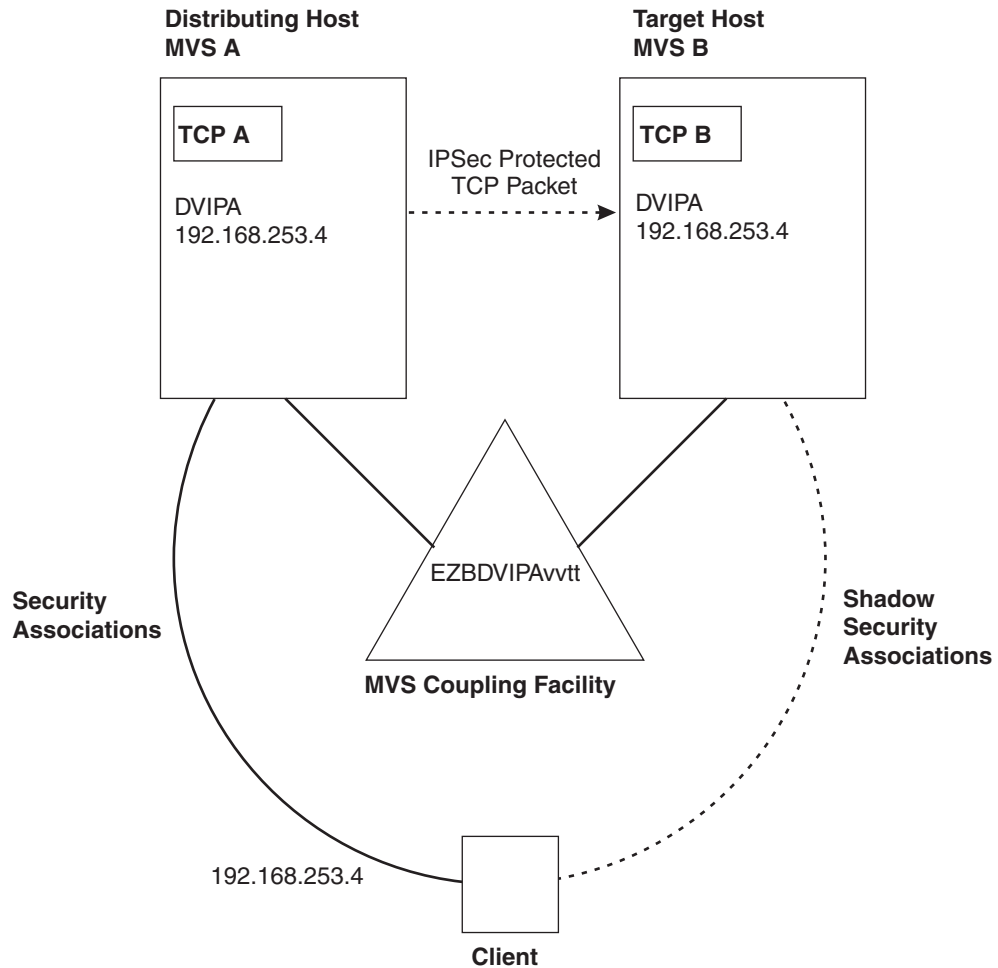 Distributing Host
MVS A
Target Host
MVS B
TCP A
TCP B
IPSec Protected
TCP Packet
DVIPA
192.168.253.4
DVIPA
192.168.253.4
EZBDVIPAvvtt
Security
Associations
Shadow
Security
Associations
MVS Coupling Facility
192.168.253.4
Client